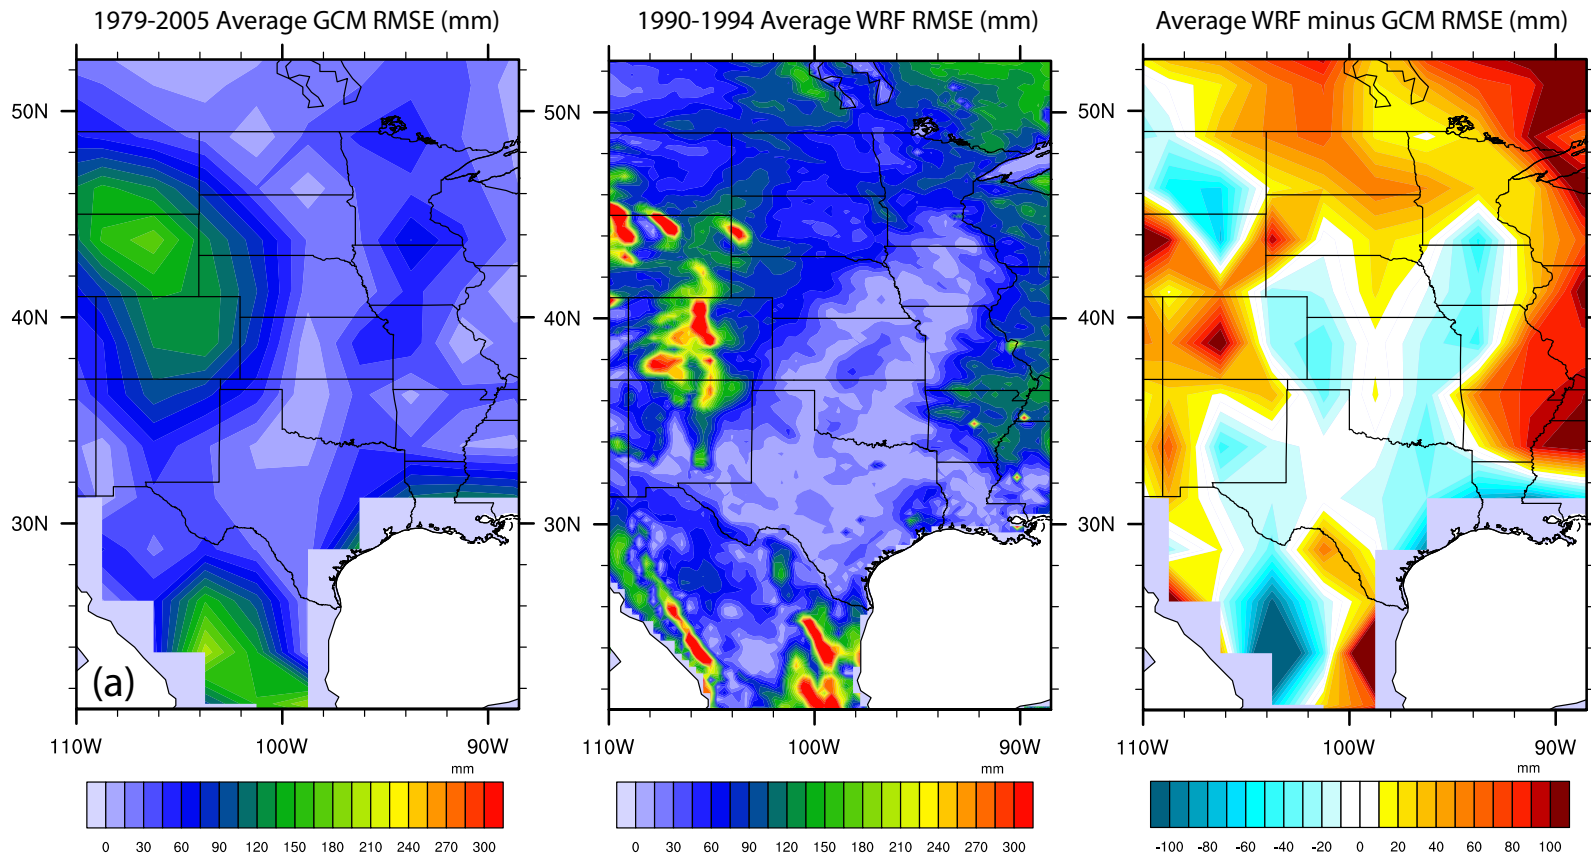 1979-2005 Average GCM RMSE (mm)
1990-1994 Average WRF RMSE (mm)
Average WRF minus GCM RMSE (mm)
50N
40N
30N
(a)
110W 100W 90W
mm
0 30 60 90 120 150 180 210 240 270 300
50N
40N
30N
110W 100W 90W
mm
0 30 60 90 120 150 180 210 240 270 300
50N
40N
30N
110W 100W 90W
mm
-100 -80 -60 -40 -20 0 20 40 60 80 100